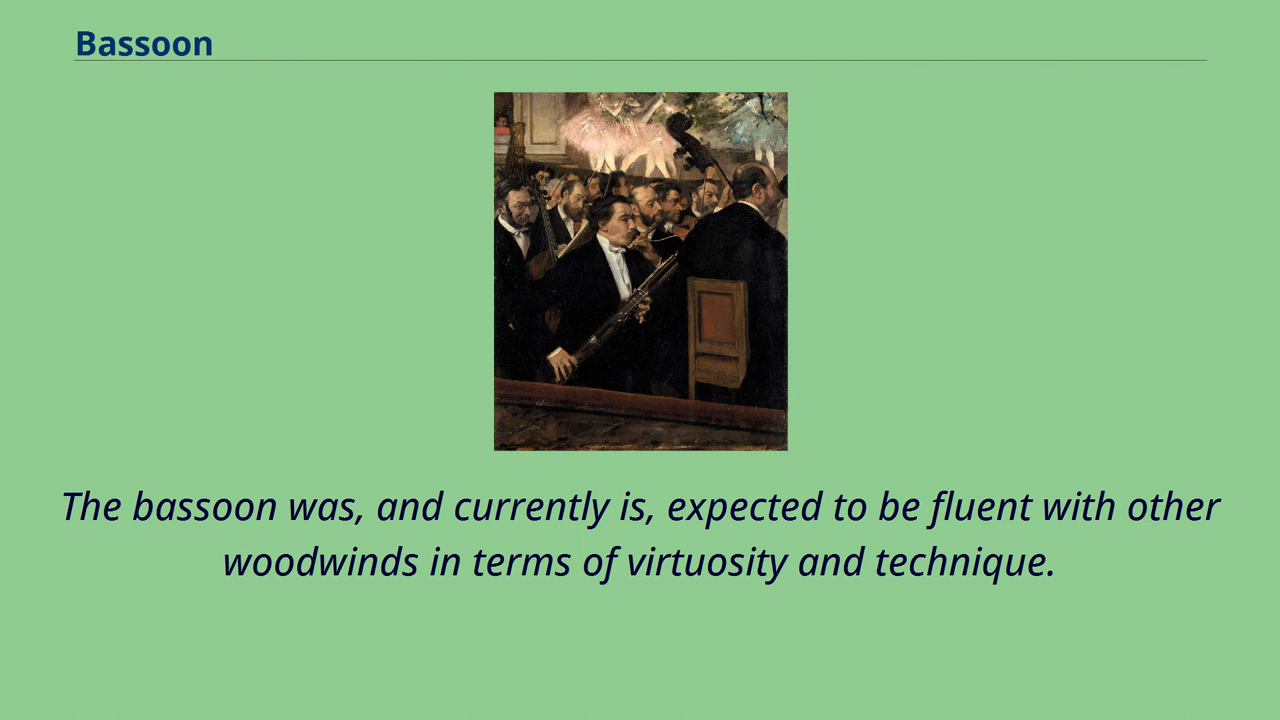 Bassoon
The bassoon was, and currently is, expected to be fluent with other
woodwinds in terms of virtuosity and technique.